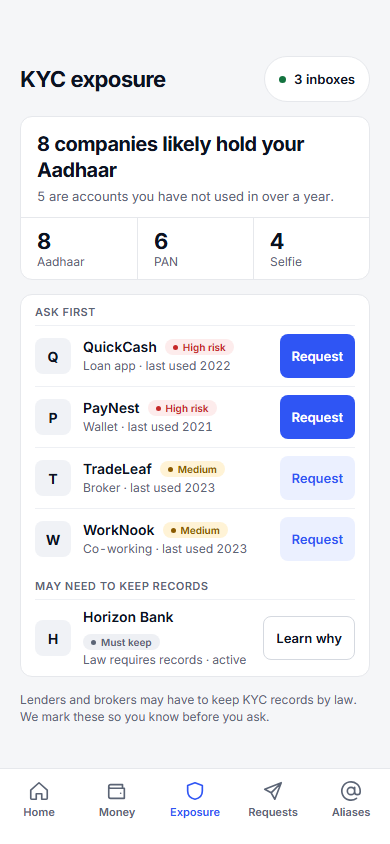 KYC exposure
3 inboxes
8 companies likely hold your
Aadhaar
5 are accounts you have not used in over a year.
8
Aadhaar
6
PAN
4
Selfie
ASK FIRST
Q
QuickCash
High risk
Loan app · last used 2022
Request
P
PayNest
High risk
Wallet · last used 2021
Request
T
TradeLeaf
Medium
Broker · last used 2023
Request
W
WorkNook
Medium
Co-working · last used 2023
Request
MAY NEED TO KEEP RECORDS
H
Horizon Bank
Must keep
Law requires records · active
Learn why
Lenders and brokers may have to keep KYC records by law.
We mark these so you know before you ask.
Home
Money
Exposure
Requests
Aliases